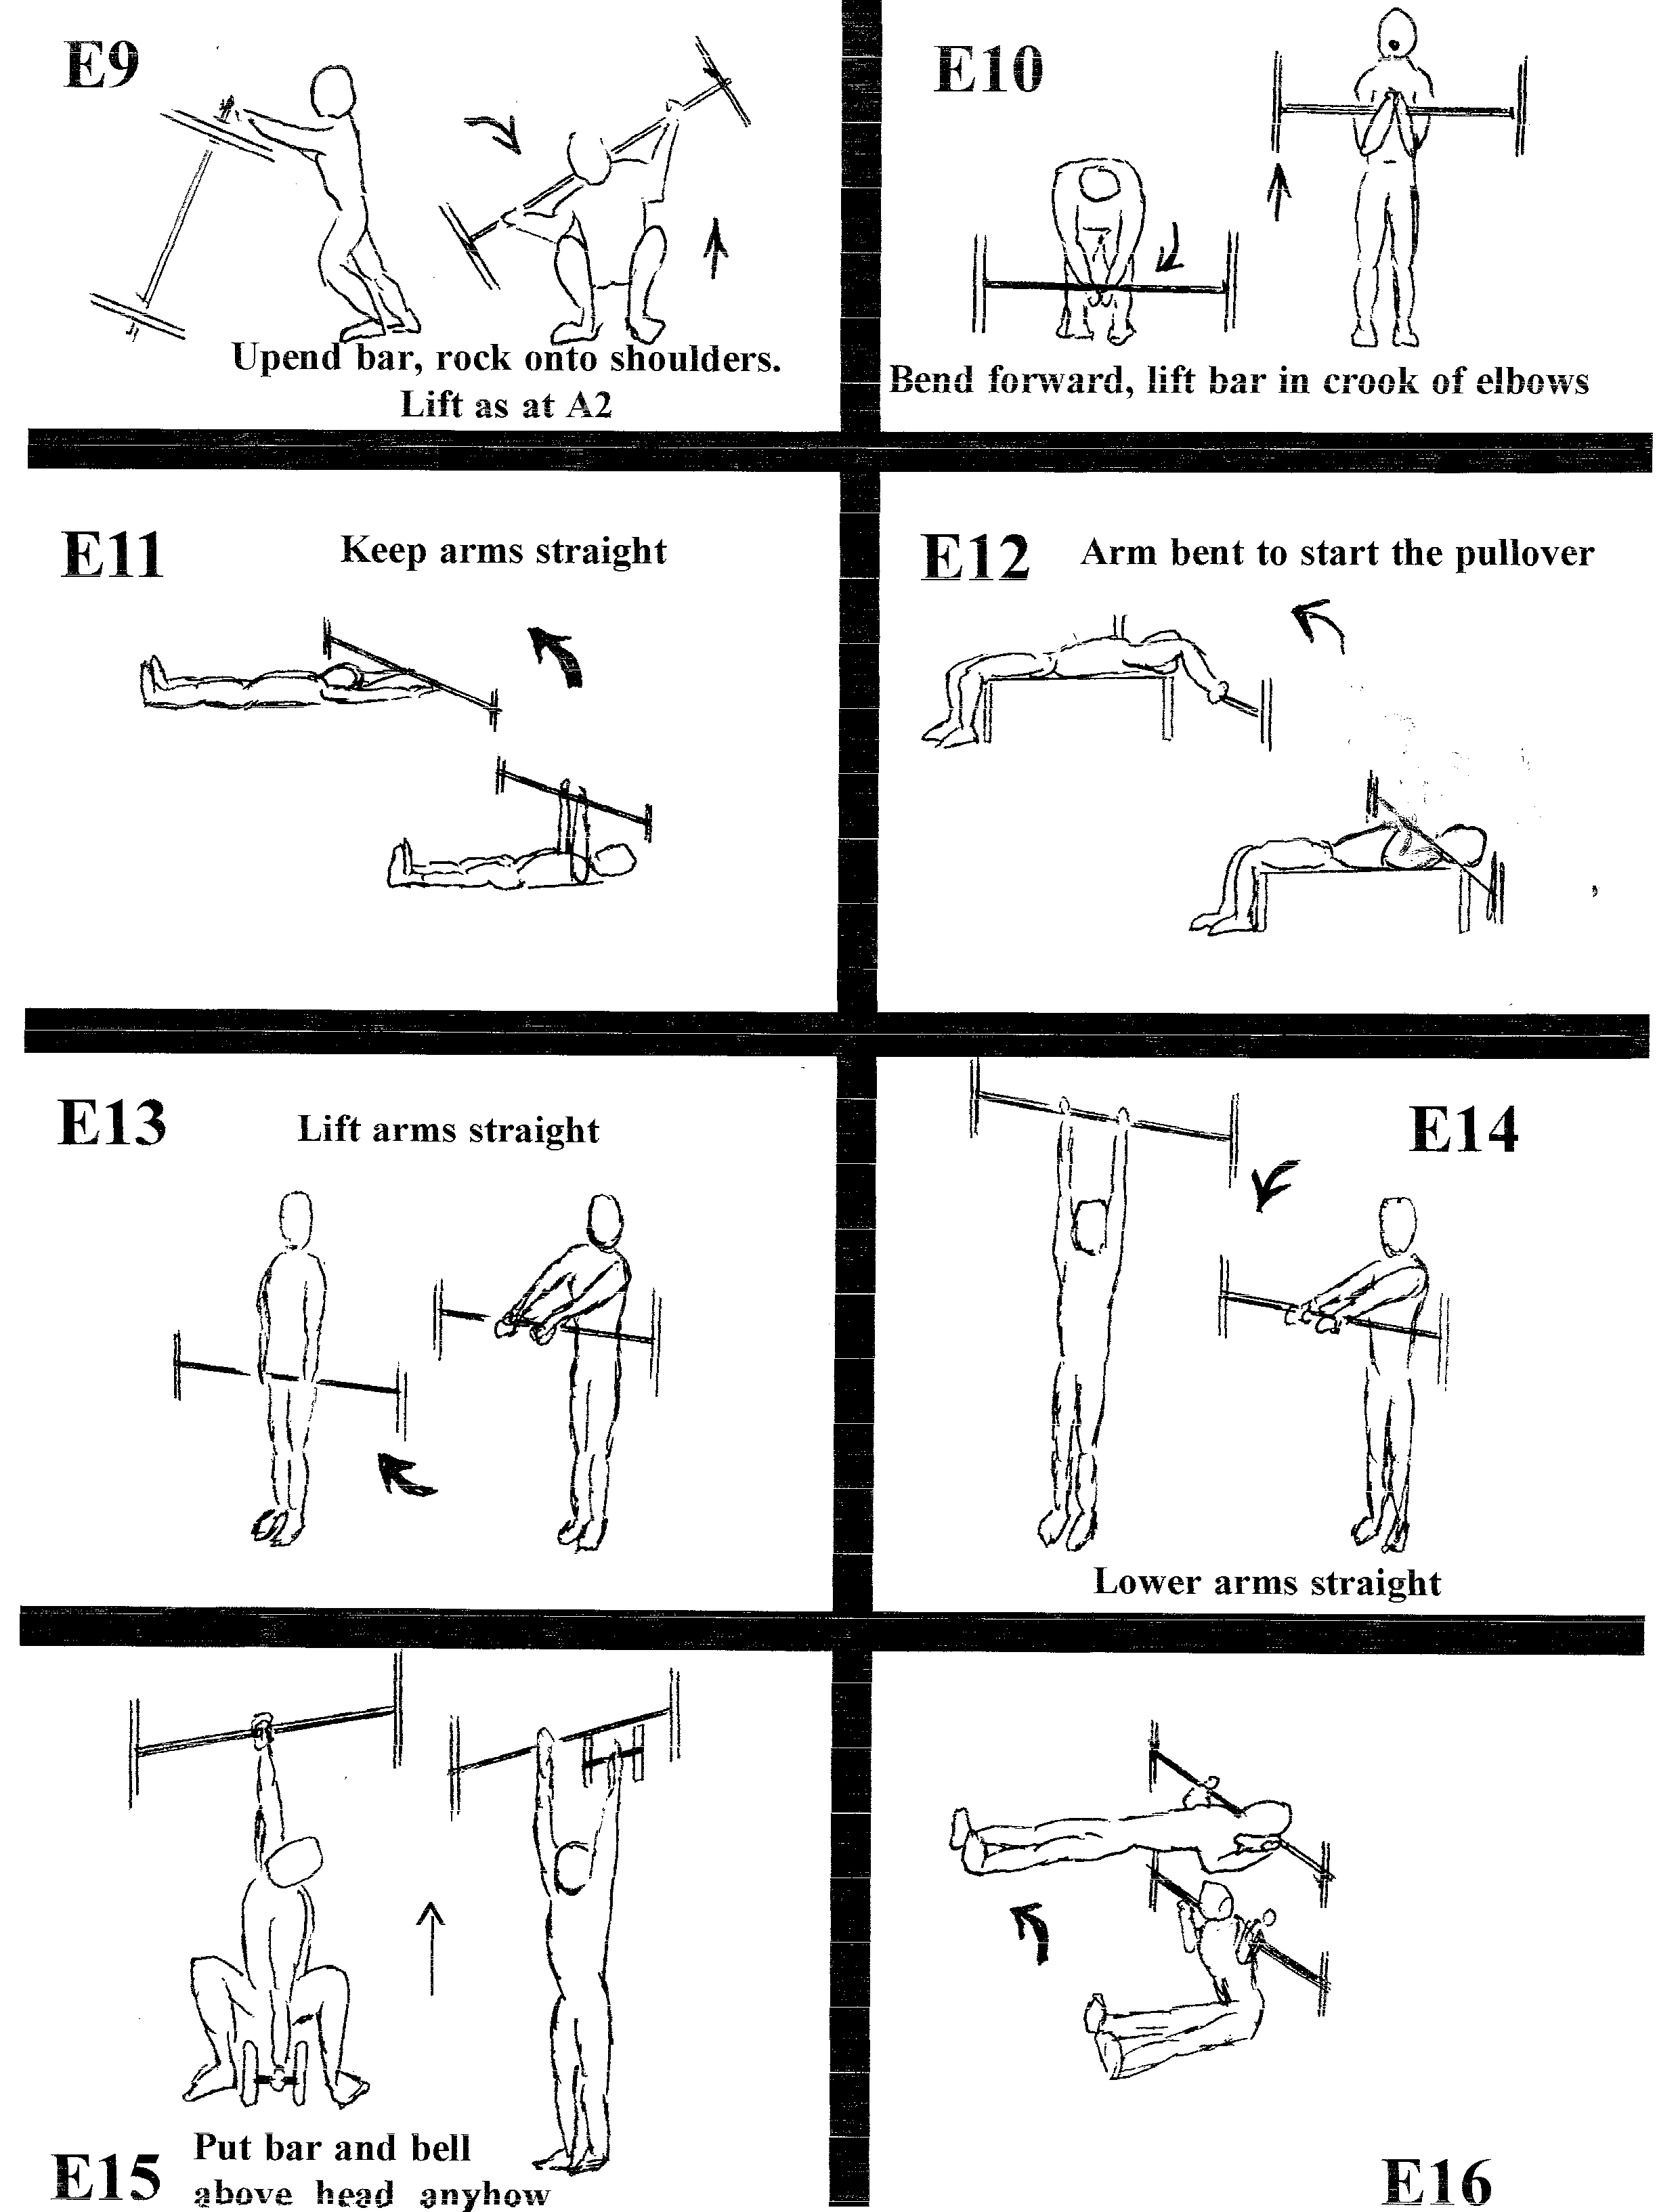 E9
Upend bar, rock onto shoulders.
Lift as at A2
E10
Bend forward, lift bar in crook of elbows
E11
Keep arms straight
E12
Arm bent to start the pullover
E13
Lift arms straight
E14
Lower arms straight
E15
Put bar and bell
above head anyhow
E16